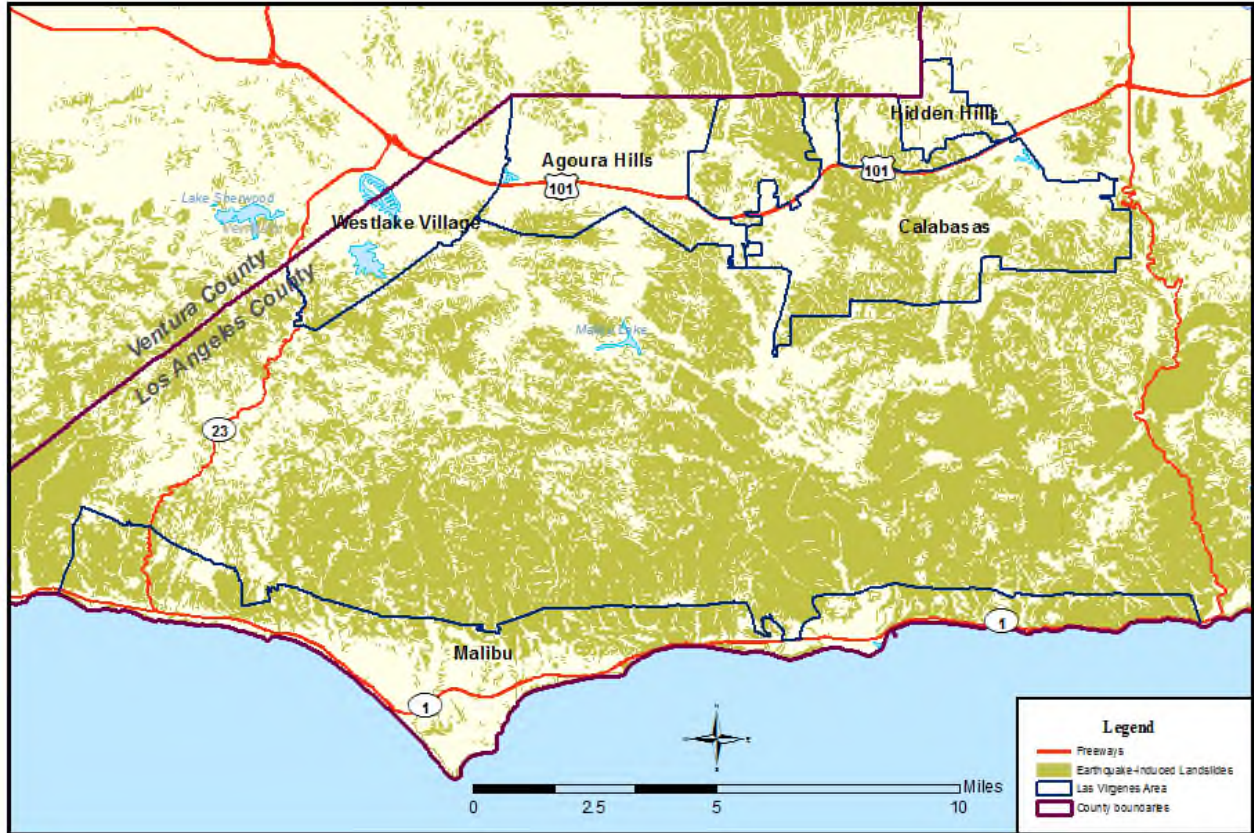 Hidden Hills
Agoura Hills
101
101
Lake Sherwood
Westlake Village
Calabasas
Ventura County
Los Angeles County
Malibu Lake
23
Malibu
1
1
Legend
Freeways
Earthquake-Induced Landslides
Las Virgenes Area
County boundaries
Miles
0 2.5 5 10